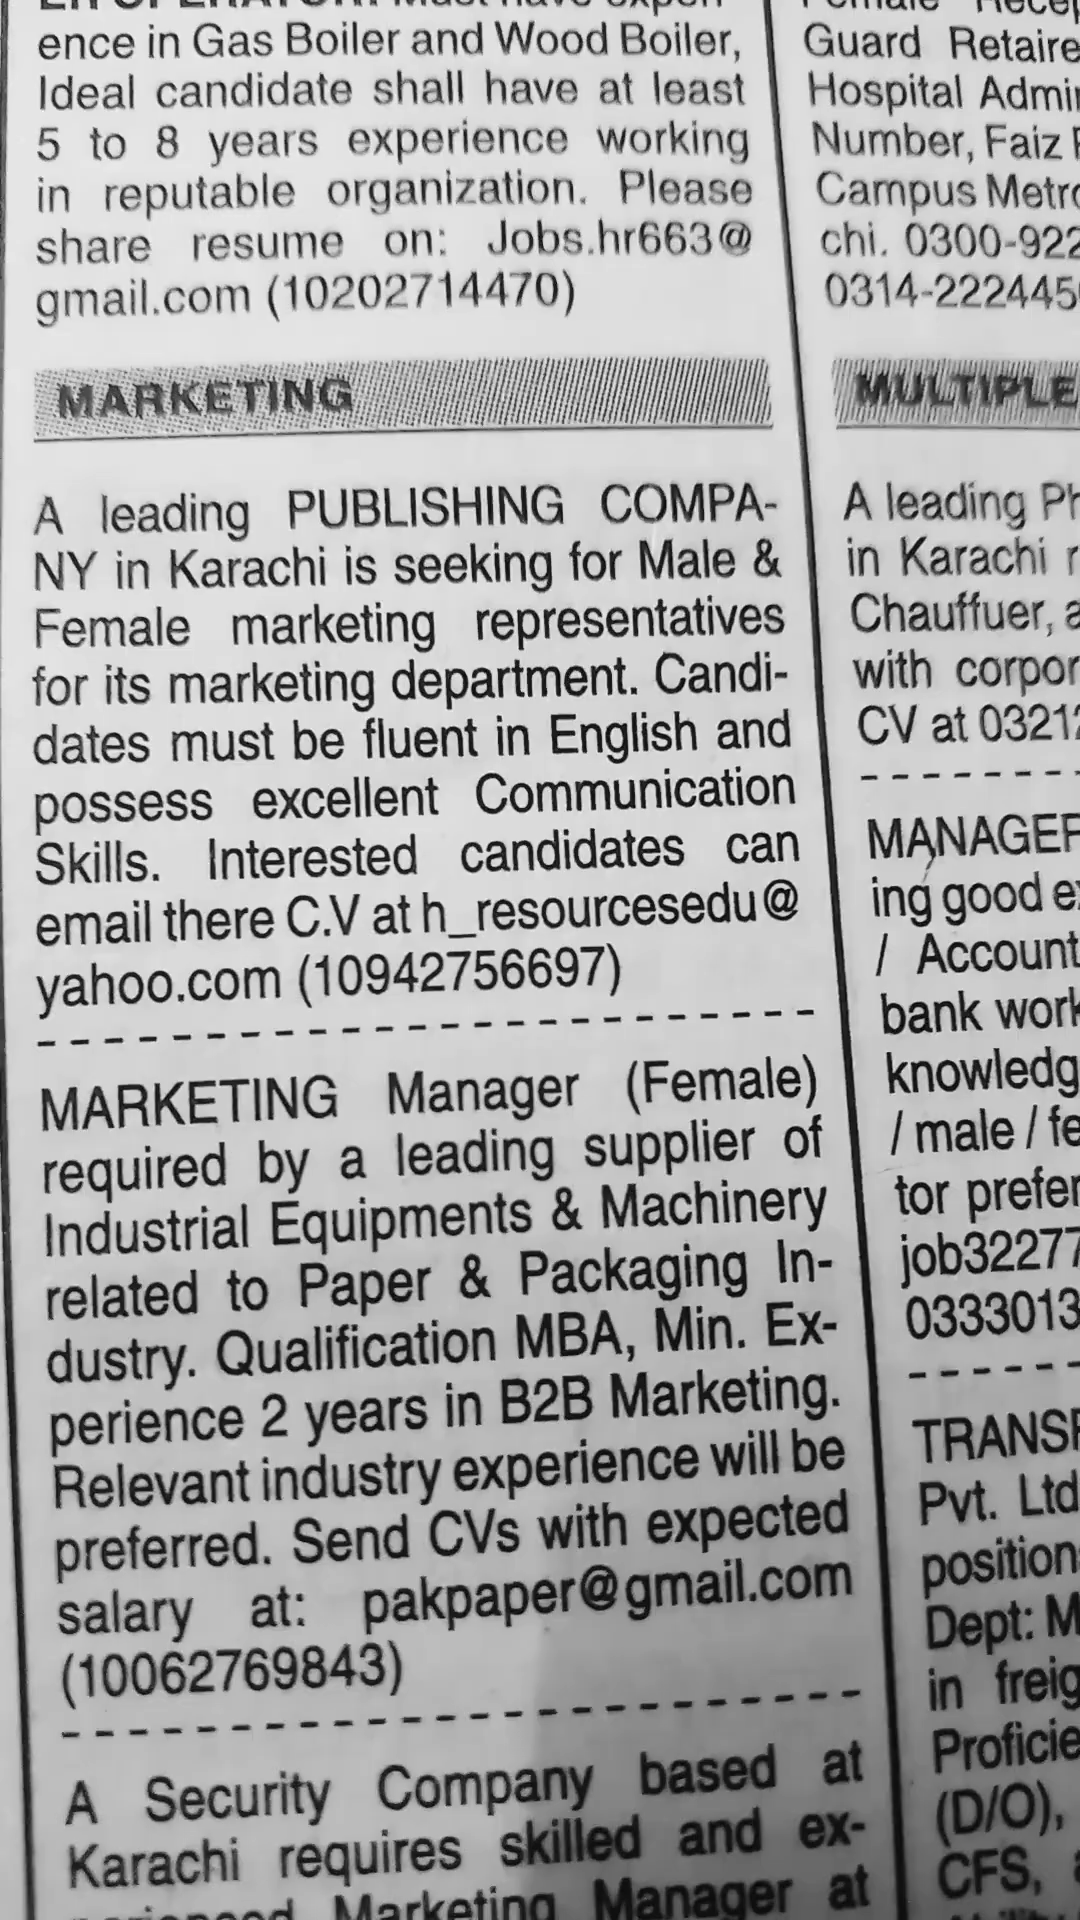 ence in Gas Boiler and Wood Boiler,
Ideal candidate shall have at least
5 to 8 years experience working
in reputable organization. Please
share resume on: Jobs.hr663@
gmail.com (10202714470)
MARKETING
A leading PUBLISHING COMPA-
NY in Karachi is seeking for Male &
Female marketing representatives
for its marketing department. Candi-
dates must be fluent in English and
possess excellent Communication
Skills. Interested candidates can
email there C.V at h_resourcesedu@
yahoo.com (10942756697)
MARKETING Manager (Female)
required by a leading supplier of
Industrial Equipments & Machinery
related to Paper & Packaging In-
dustry. Qualification MBA, Min. Ex-
perience 2 years in B2B Marketing.
Relevant industry experience will be
preferred. Send CVs with expected
salary at: pakpaper@gmail.com
(10062769843)
A Security Company based at
Karachi requires skilled and ex-
Marketing Manager at
Guard
Hospital
Number, Faiz
Campus
chi. 0300-922
0314-222445
MULTIPLE
A leading
in Karachi
Chauffuer,
with
CV at 0321
MANAGER
ing good
/ Account
bank work
knowledg
/ male / fe
tor prefer
job32277
0333013
TRANSF
Pvt. Ltd
position
Dept: M
in freig
Proficie
(D/O),
CFS,